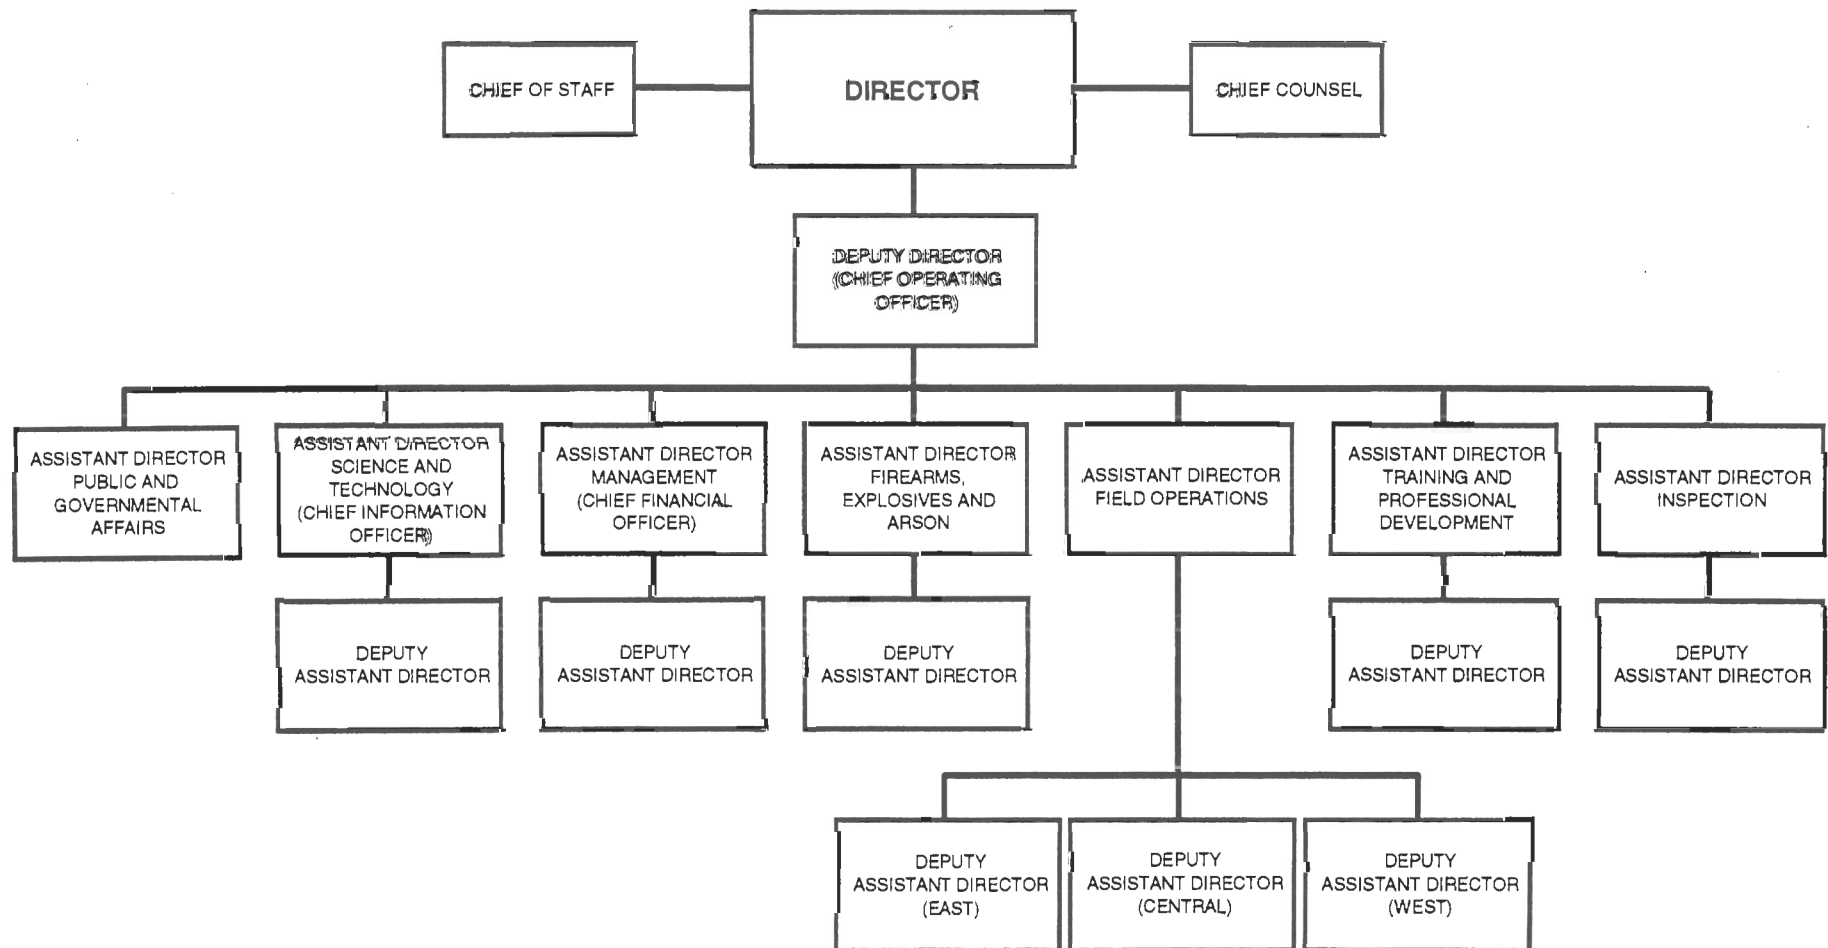 CHIEF OF STAFF
DIRECTOR
CHIEF COUNSEL
DEPUTY DIRECTOR
(CHIEF OPERATING
OFFICER)
ASSISTANT DIRECTOR
PUBLIC AND
GOVERNMENTAL
AFFAIRS
ASSISTANT DIRECTOR
SCIENCE AND
TECHNOLOGY
(CHIEF INFORMATION
OFFICER)
ASSISTANT DIRECTOR
MANAGEMENT
(CHIEF FINANCIAL
OFFICER)
ASSISTANT DIRECTOR
FIREARMS,
EXPLOSIVES AND
ARSON
ASSISTANT DIRECTOR
FIELD OPERATIONS
ASSISTANT DIRECTOR
TRAINING AND
PROFESSIONAL
DEVELOPMENT
ASSISTANT DIRECTOR
INSPECTION
DEPUTY
ASSISTANT DIRECTOR
DEPUTY
ASSISTANT DIRECTOR
DEPUTY
ASSISTANT DIRECTOR
DEPUTY
ASSISTANT DIRECTOR
DEPUTY
ASSISTANT DIRECTOR
DEPUTY
ASSISTANT DIRECTOR
(EAST)
DEPUTY
ASSISTANT DIRECTOR
(CENTRAL)
DEPUTY
ASSISTANT DIRECTOR
(WEST)